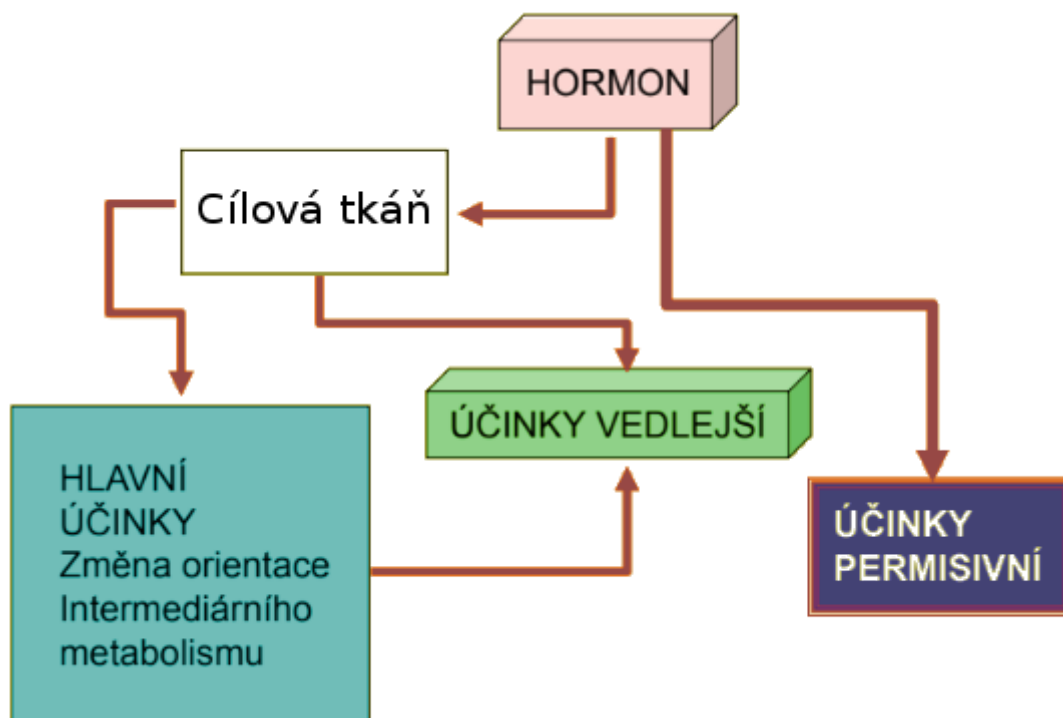 HORMON
Cílová tkáň
ÚČINKY VEDLEJŠÍ
HLAVNÍ
ÚČINKY
Změna orientace
Intermediárního
metabolismu
ÚČINKY
PERMISIVNÍ